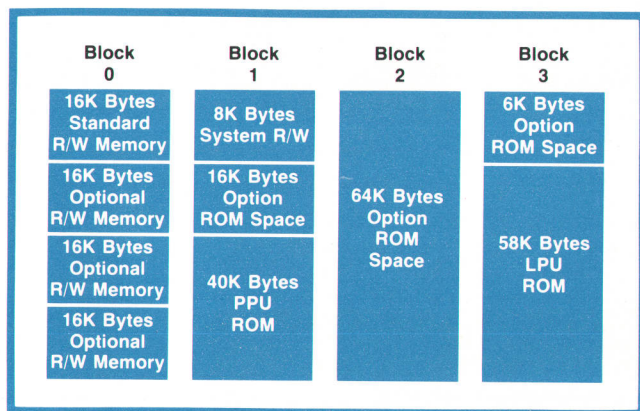 Block
0
16K Bytes
Standard
R/W Memory
16K Bytes
Optional
R/W Memory
16K Bytes
Optional
R/W Memory
16K Bytes
Optional
R/W Memory
Block
1
8K Bytes
System R/W
16K Bytes
Option
ROM Space
40K Bytes
PPU
ROM
Block
2
64K Bytes
Option
ROM
Space
Block
3
6K Bytes
Option
ROM Space
58K Bytes
LPU
ROM